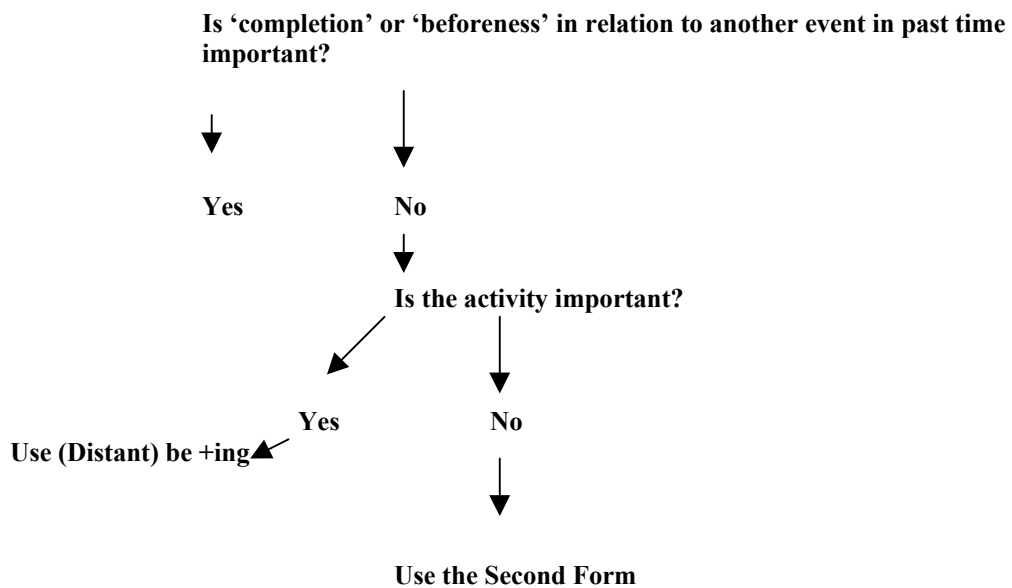 Is ‘completion’ or ‘beforeness’ in relation to another event in past time
important?
Yes
No
Is the activity important?
Yes
No
Use (Distant) be +ing
Use the Second Form